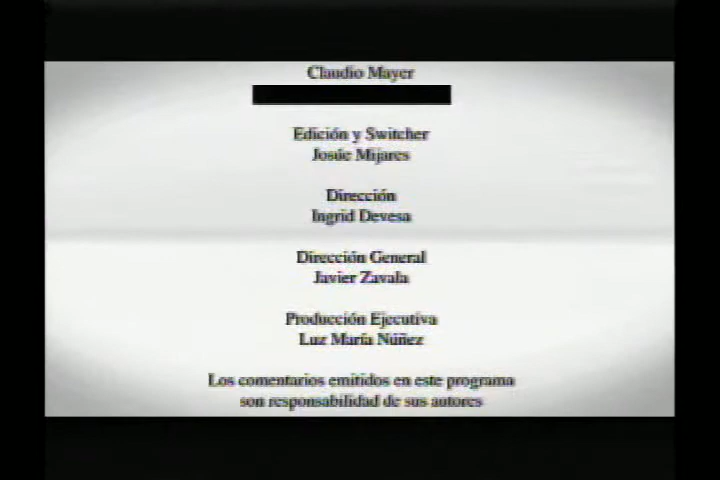 Claudio Mayer
Edición y Switcher
Josúe Mijares
Dirección
Ingrid Devesa
Dirección General
Javier Zavala
Producción Ejecutiva
Luz María Núñez
Los comentarios emitidos en este programa
son responsabilidad de sus autores